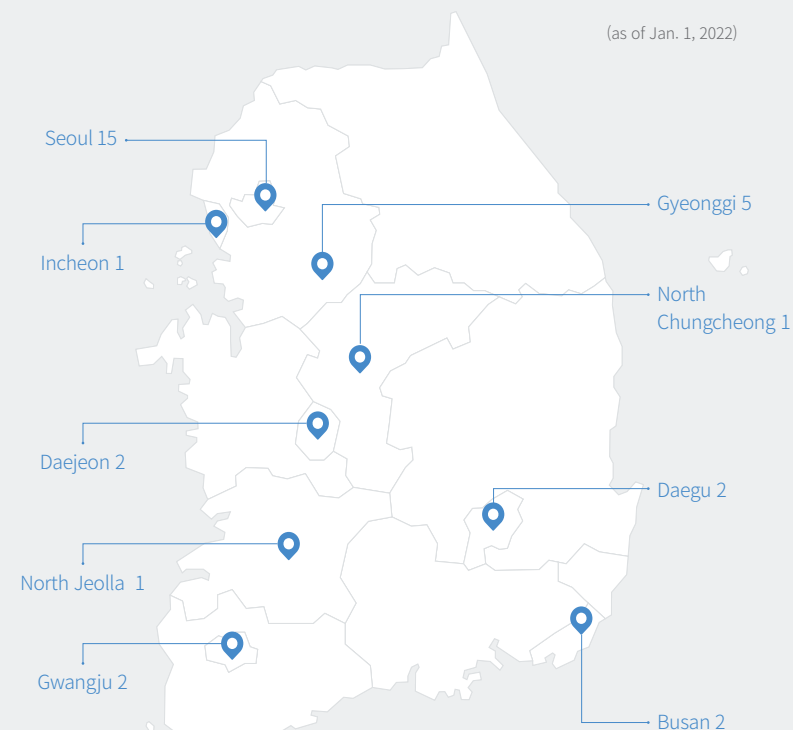 (as of Jan. 1, 2022)
Seoul 15
Gyeonggi 5
Incheon 1
North
Chungcheong 1
Daejeon 2
Daegu 2
North Jeolla 1
Gwangju 2
Busan 2